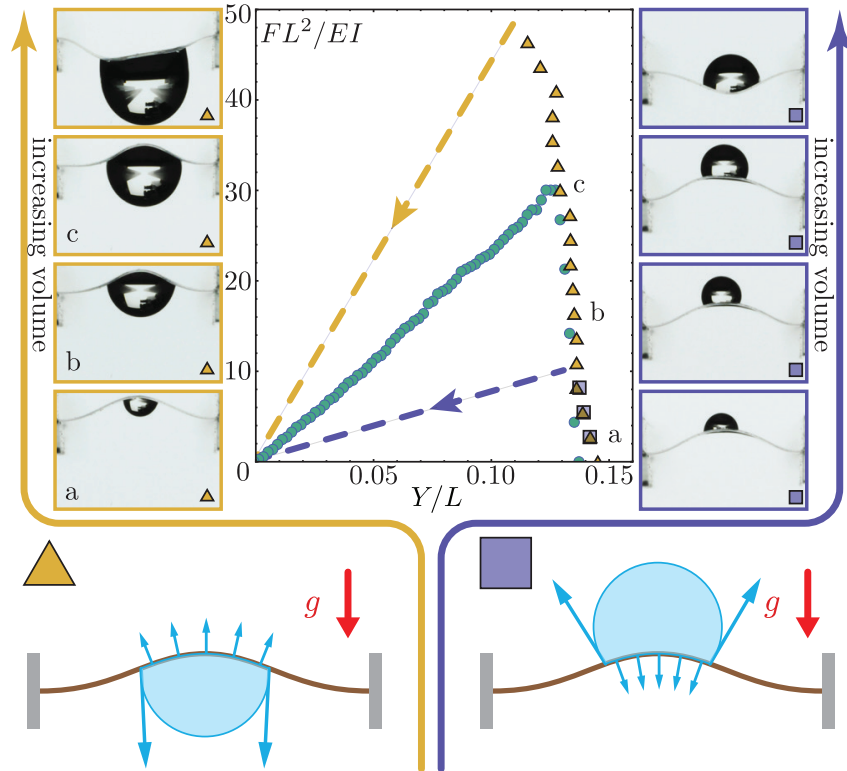 FL²/EI
50
40
30
20
10
0
0.05
0.10
0.15
Y/L
c
b
a
increasing volume
c
b
a
increasing volume
g
g